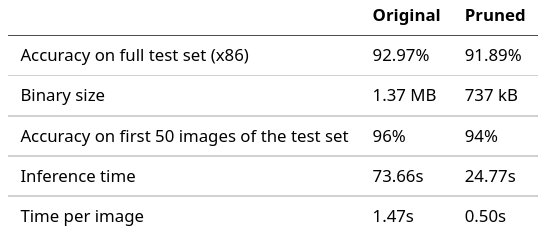 Original Pruned
Accuracy on full test set (x86) 92.97% 91.89%
Binary size 1.37 MB 737 kB
Accuracy on first 50 images of the test set 96% 94%
Inference time 73.66s 24.77s
Time per image 1.47s 0.50s